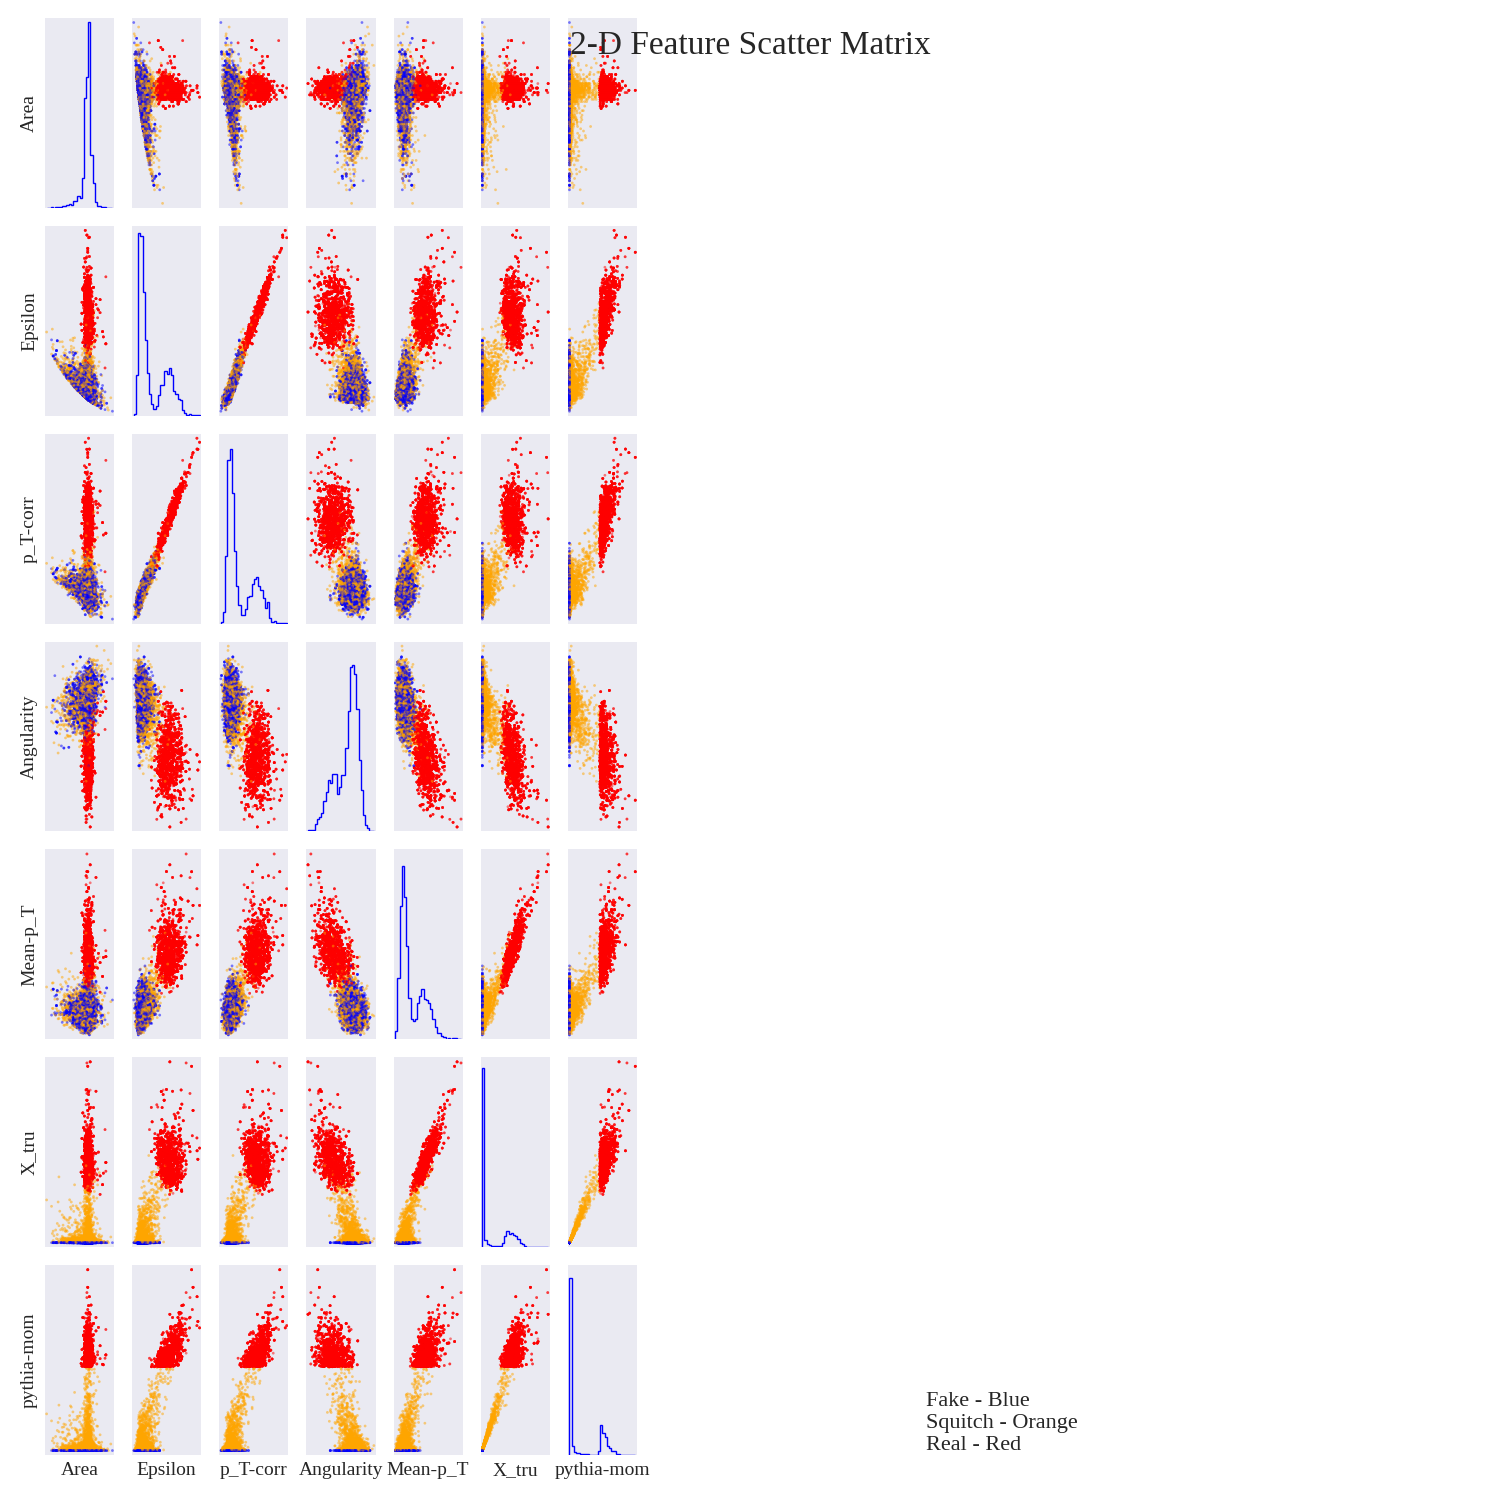 2-D Feature Scatter Matrix
Area
Epsilon
p_T-corr
Angularity
Mean-p_T
X_tru
pythia-mom
Fake - Blue
Squitch - Orange
Real - Red
Area Epsilon p_T-corr Angularity Mean-p_T X_tru pythia-mom